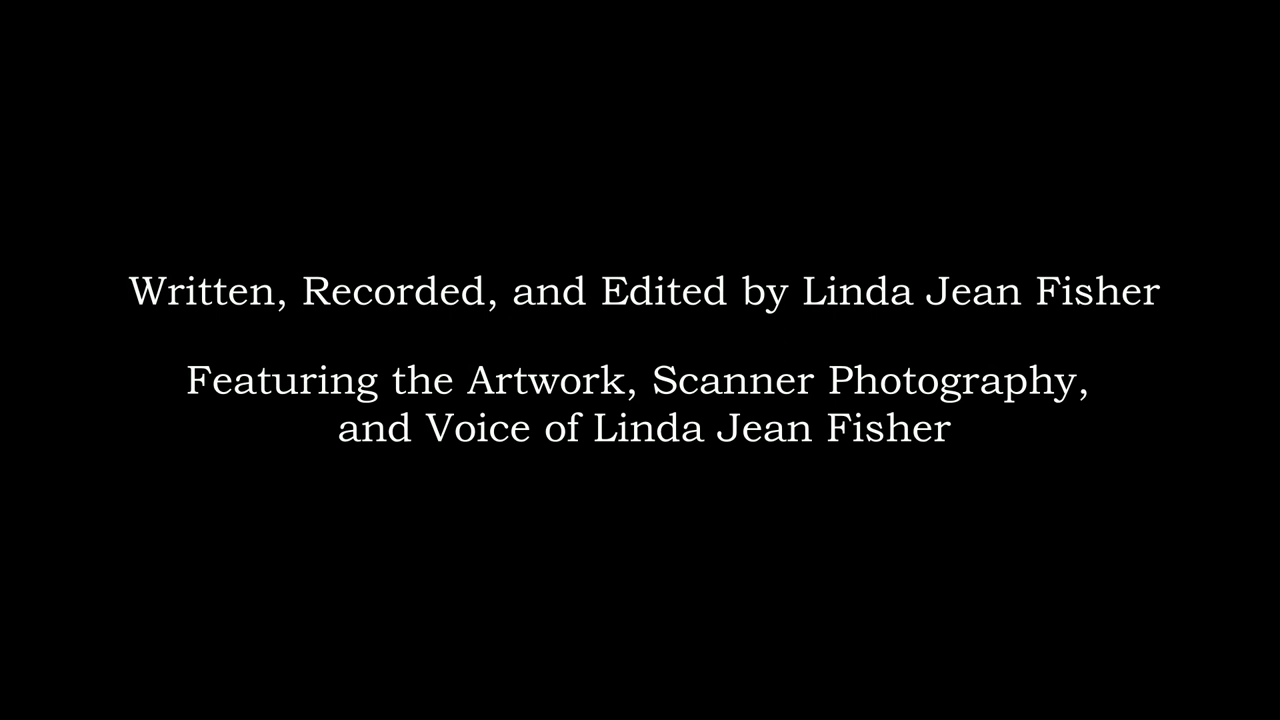 Written, Recorded, and Edited by Linda Jean Fisher
Featuring the Artwork, Scanner Photography,
and Voice of Linda Jean Fisher